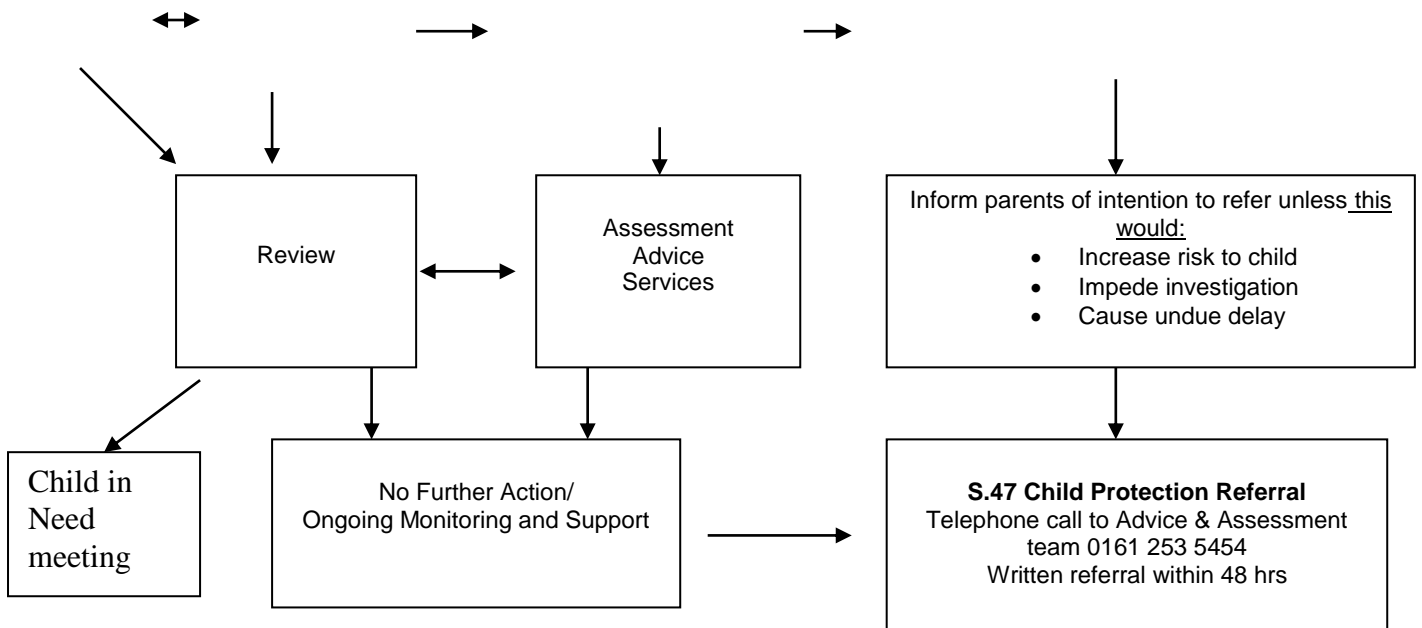 Review
Assessment
Advice
Services
Inform parents of intention to refer unless this
would:
• Increase risk to child
• Impede investigation
• Cause undue delay
Child in
Need
meeting
No Further Action/
Ongoing Monitoring and Support
S.47 Child Protection Referral
Telephone call to Advice & Assessment
team 0161 253 5454
Written referral within 48 hrs